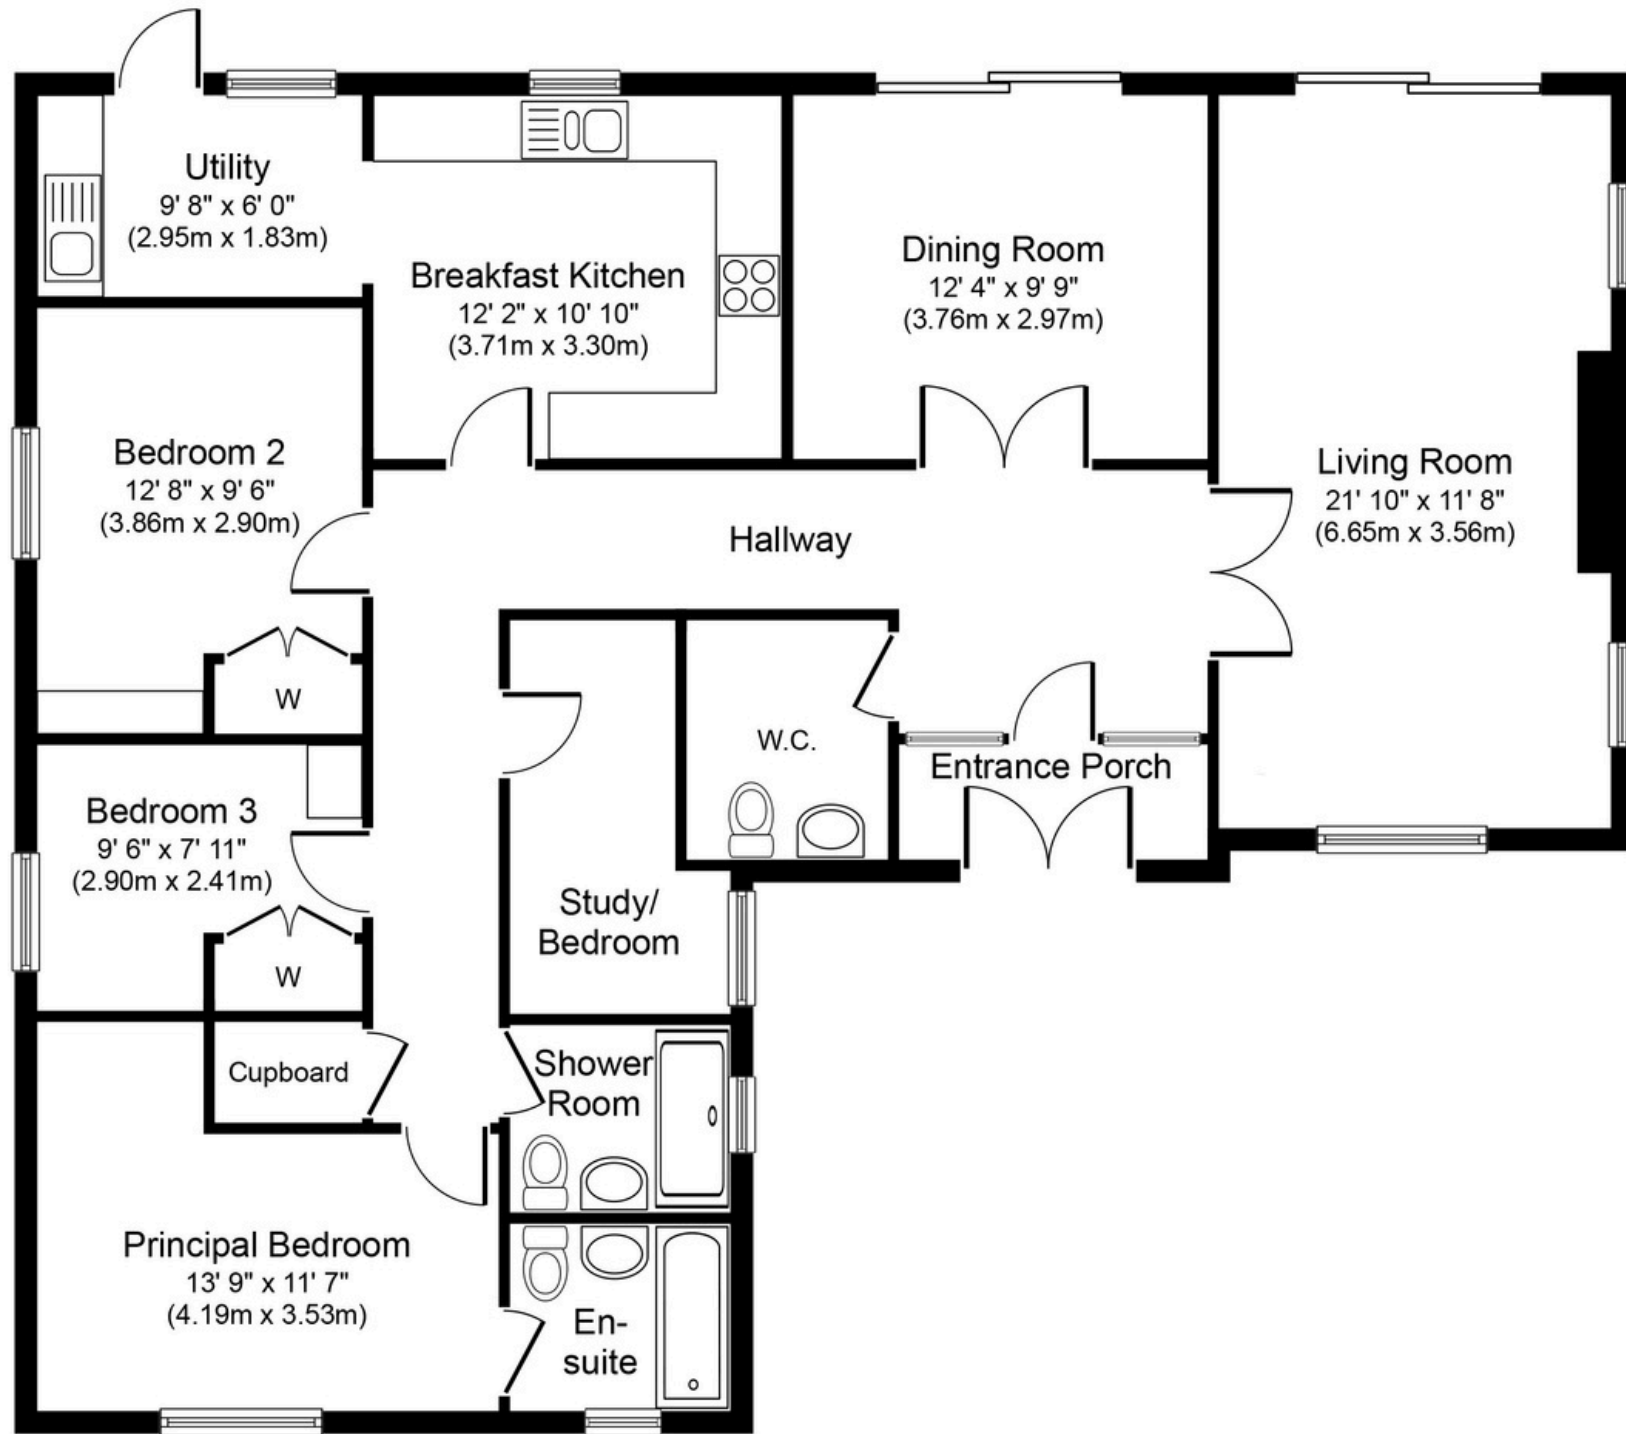 Utility
9' 8" x 6' 0"
(2.95m x 1.83m)
Breakfast Kitchen
12' 2" x 10' 10"
(3.71m x 3.30m)
Dining Room
12' 4" x 9' 9"
(3.76m x 2.97m)
Living Room
21' 10" x 11' 8"
(6.65m x 3.56m)
Bedroom 2
12' 8" x 9' 6"
(3.86m x 2.90m)
Hallway
W
W.C.
Entrance Porch
Bedroom 3
9' 6" x 7' 11"
(2.90m x 2.41m)
W
Study/
Bedroom
Cupboard
Shower
Room
Principal Bedroom
13' 9" x 11' 7"
(4.19m x 3.53m)
En-
suite